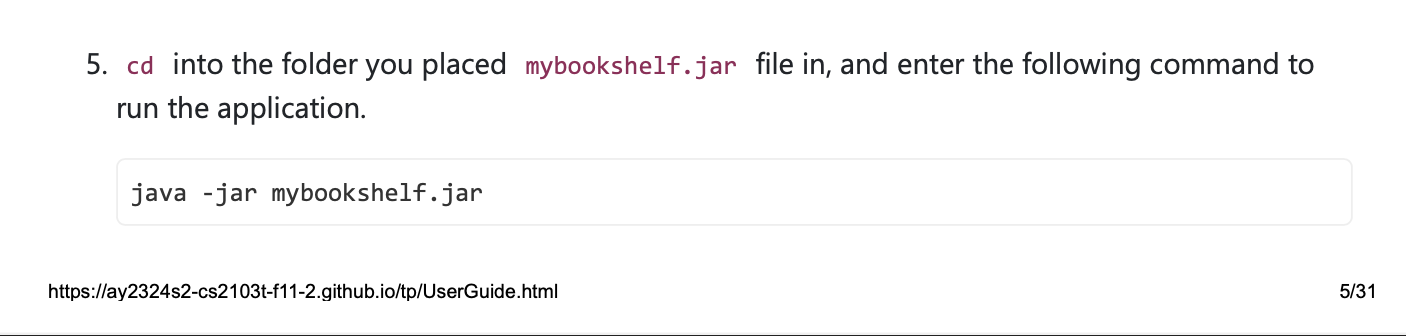 5. cd into the folder you placed mybookshelf.jar file in, and enter the following command to
run the application.
java -jar mybookshelf.jar
https://ay2324s2-cs2103t-f11-2.github.io/tp/UserGuide.html 5/31